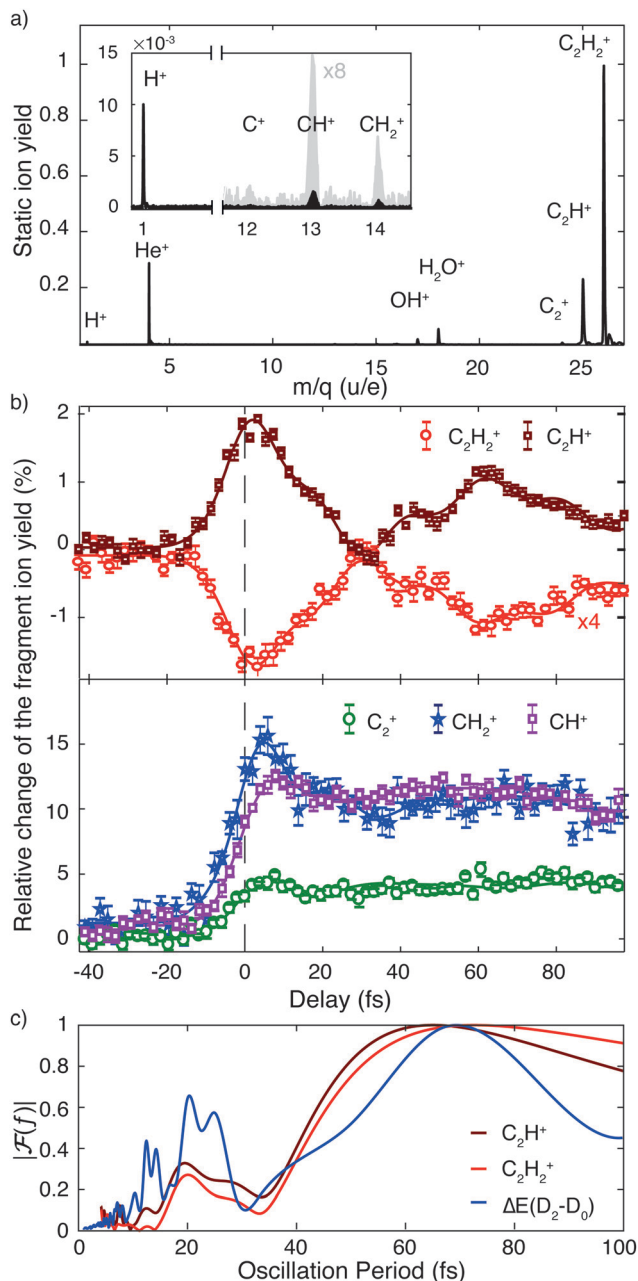 a)
Static ion yield
1
0.8
0.6
0.4
0.2
×10⁻³
15
10
5
0
H⁺
x8
C⁺ CH⁺ CH₂⁺
1 12 13 14
C₂H₂⁺
C₂H⁺
C₂⁺
H⁺
He⁺
OH⁺
H₂O⁺
5 10 15 20 25
m/q (u/e)
b)
Relative change of the fragment ion yield (%)
2
1
0
0
-1
C₂H₂⁺ C₂H⁺
x4
15
10
5
0
C₂⁺ CH₂⁺ CH⁺
-40 -20 0 20 40 60 80
Delay (fs)
c)
|ℱ(f)|
1
0.8
0.6
0.4
0.2
0
C₂H⁺
C₂H₂⁺
ΔE(D₂-D₀)
0 20 40 60 80 100
Oscillation Period (fs)